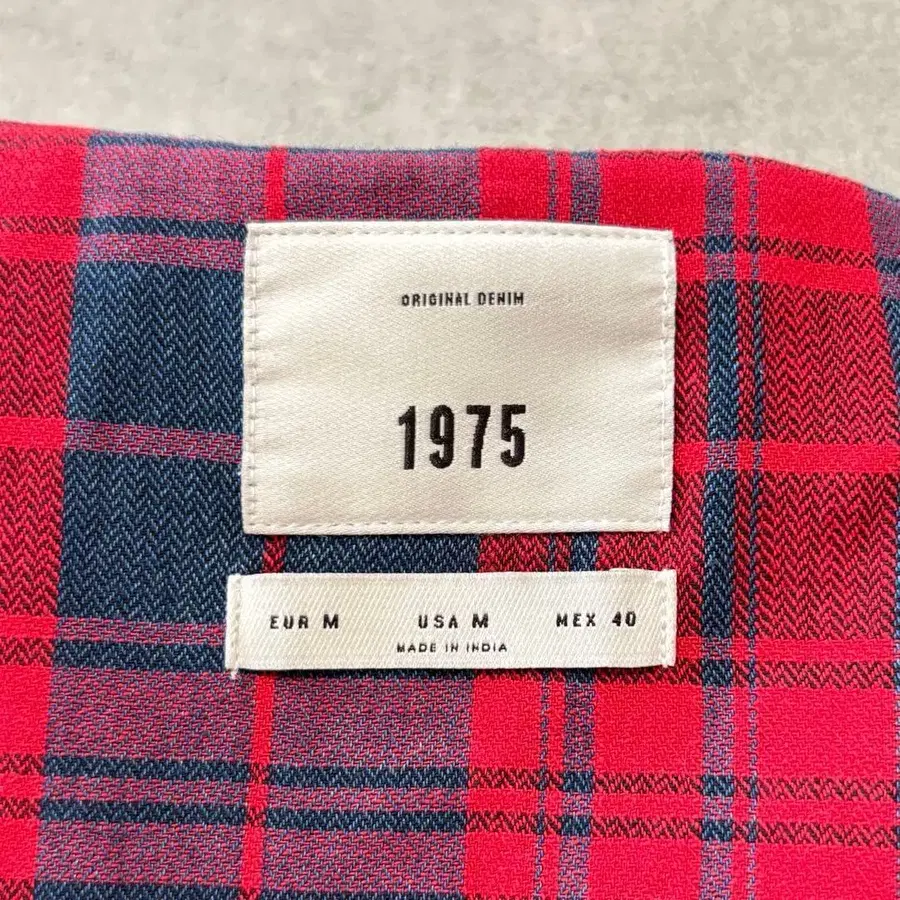 ORIGINAL DENIM
1975
EUR M USA M MEX 40
MADE IN INDIA